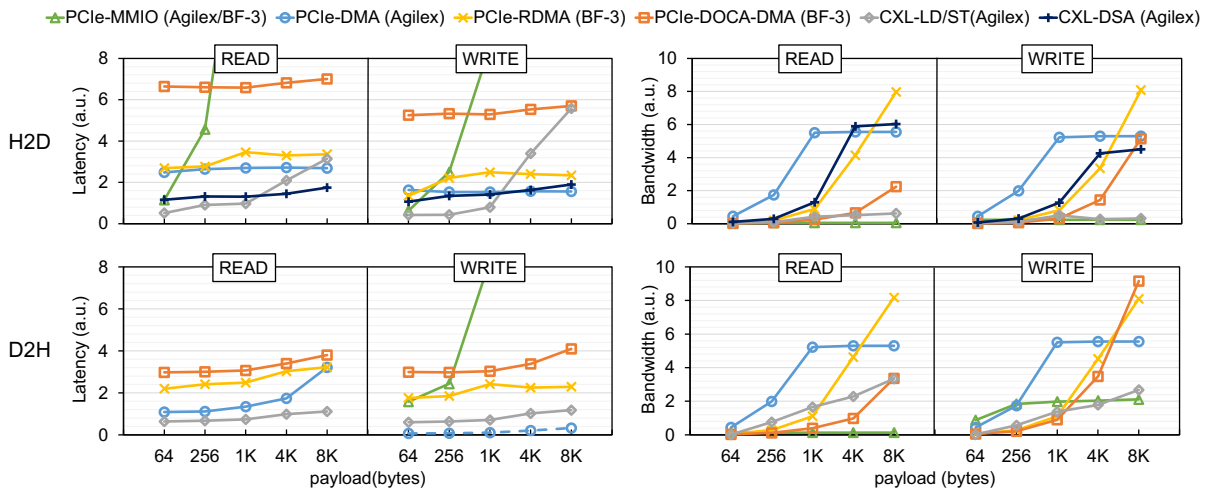 PCIe-MMIO (Agilex/BF-3) PCIe-DMA (Agilex) PCIe-RDMA (BF-3) PCIe-DOCA-DMA (BF-3) CXL-LD/ST(Agilex) CXL-DSA (Agilex)
H2D
Latency (a.u.)
8
6
4
2
0
READ
WRITE
Bandwidth (a.u.)
10
8
6
4
2
0
READ
WRITE
D2H
Latency (a.u.)
8
6
4
2
0
READ
WRITE
64 256 1K 4K 8K 64 256 1K 4K 8K
payload(bytes)
Bandwidth (a.u.)
10
8
6
4
2
0
READ
WRITE
64 256 1K 4K 8K 64 256 1K 4K 8K
payload (bytes)